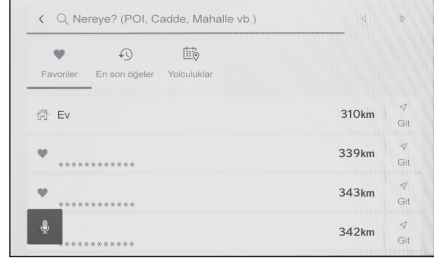 Nereye? (POI, Cadde, Mahalle vb.)
Favoriler En son öğeler Yolculuklar
Ev 310km Git
************ 339km Git
************ 343km Git
************ 342km Git